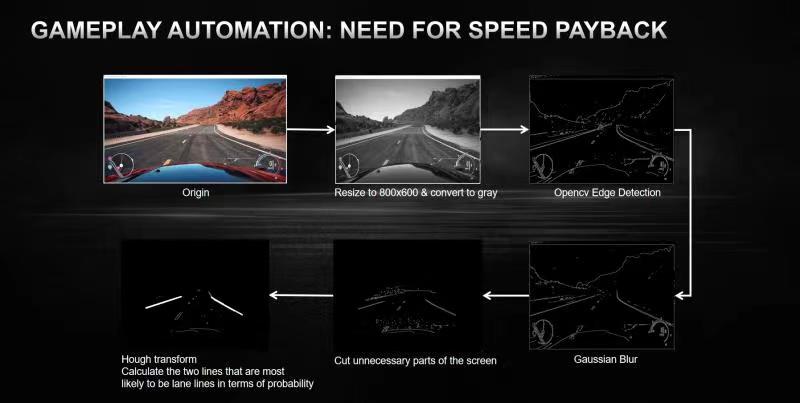 GAMEPLAY AUTOMATION: NEED FOR SPEED PAYBACK
Origin
Resize to 800x600 & convert to gray
Opencv Edge Detection
Hough transform
Calculate the two lines that are most
likely to be lane lines in terms of probability
Cut unnecessary parts of the screen
Gaussian Blur